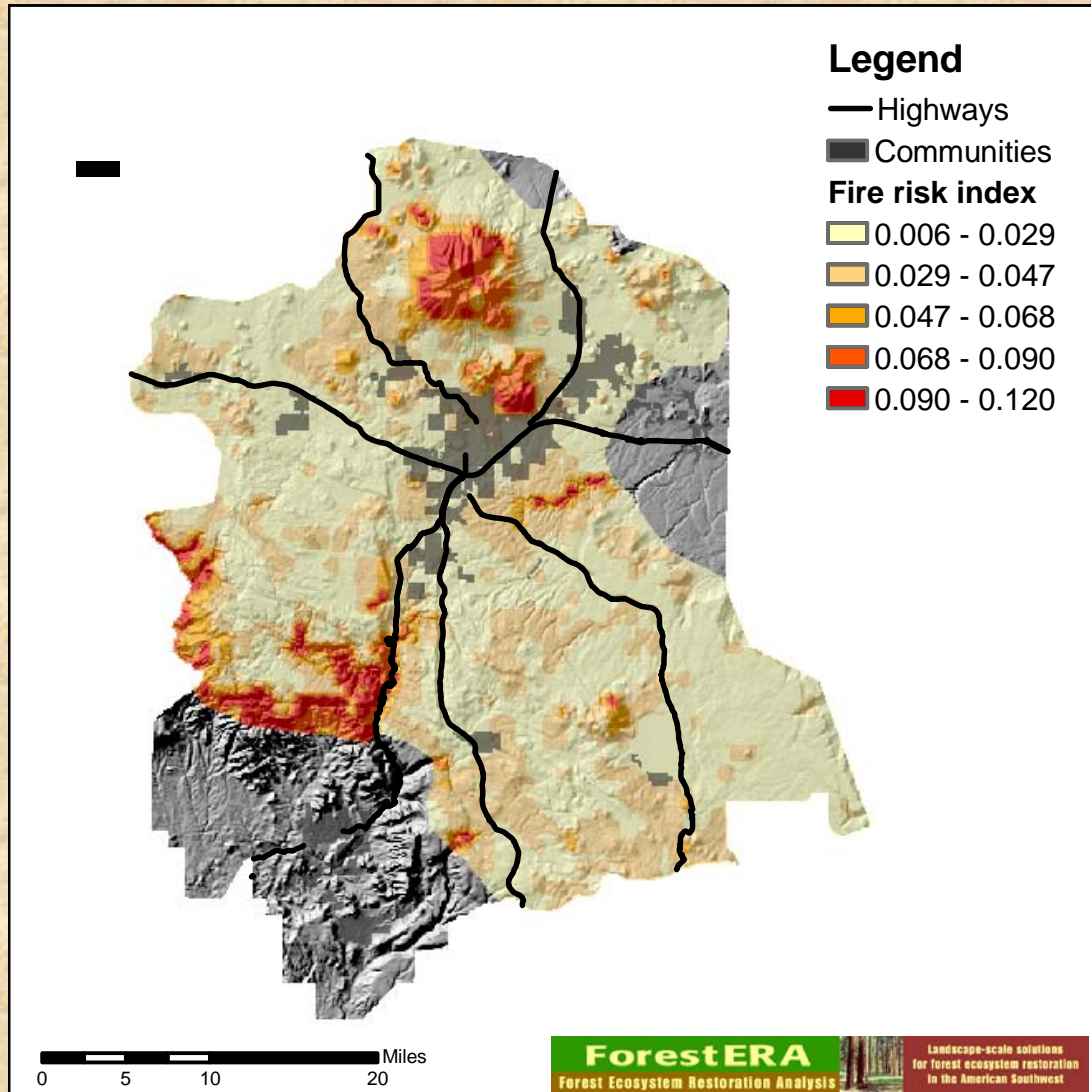 Legend
Highways
Communities
Fire risk index
0.006 - 0.029
0.029 - 0.047
0.047 - 0.068
0.068 - 0.090
0.090 - 0.120
Miles
0 5 10 20
ForestERA
Forest Ecosystem Restoration Analysis
Landscape-scale solutions
for forest ecosystem restoration
in the American Southwest